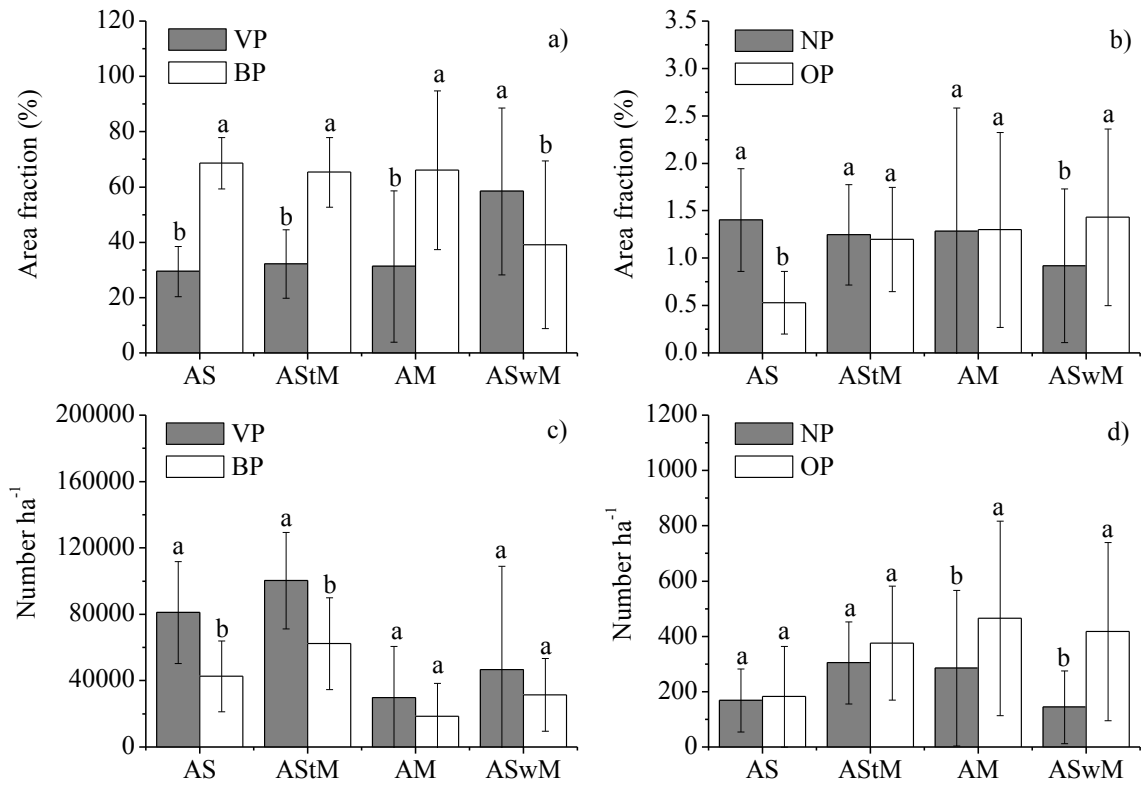 a)
VP
BP
Area fraction (%)
120
100
80
60
40
20
0
b a b a b a a b
AS AStM AM ASwM
b)
NP
OP
Area fraction (%)
3.5
3.0
2.5
2.0
1.5
1.0
0.5
0.0
a b a a a a b a
AS AStM AM ASwM
c)
VP
BP
Number ha-1
200000
160000
120000
80000
40000
0
a b a b a a a a
AS AStM AM ASwM
d)
NP
OP
Number ha-1
1200
1000
800
600
400
200
0
a a a a b a b a
AS AStM AM ASwM